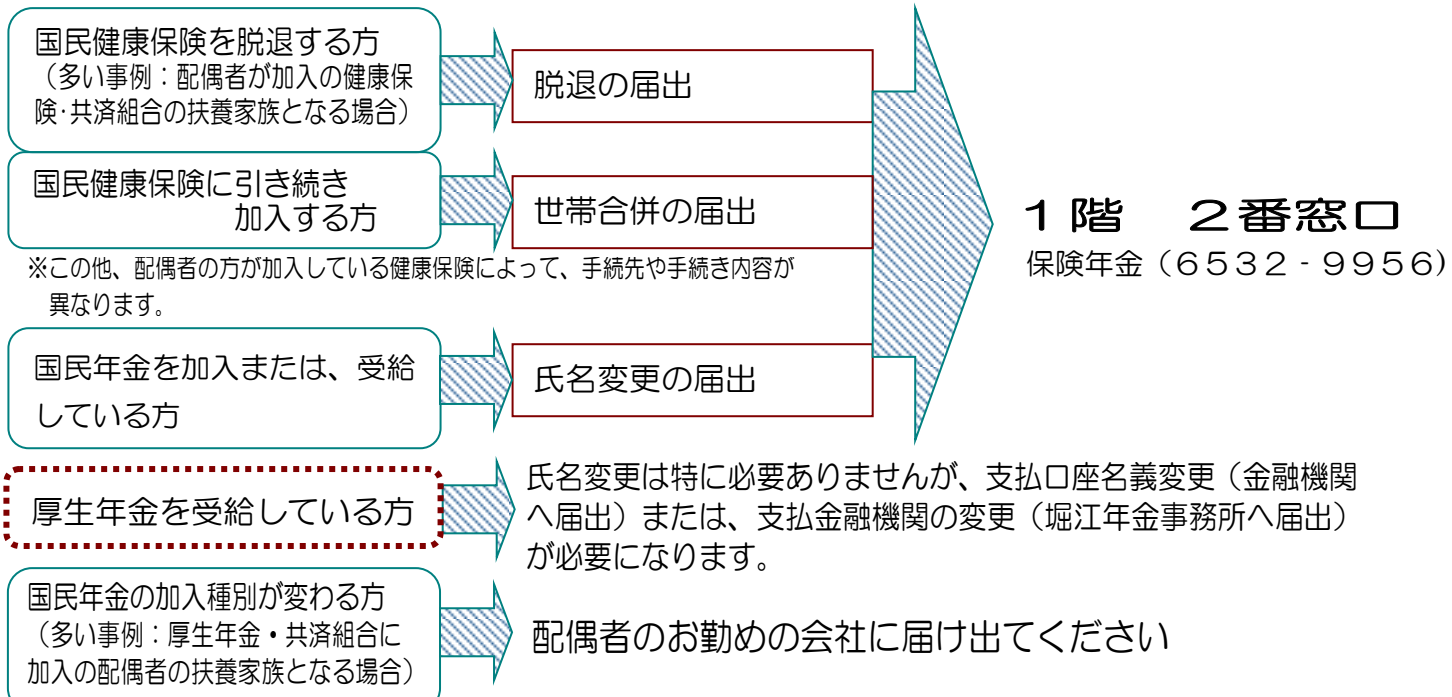 国民健康保険を脱退する方
（多い事例：配偶者が加入の健康保
険･共済組合の扶養家族となる場合）
脱退の届出
国民健康保険に引き続き
加入する方
世帯合併の届出
※この他、配偶者の方が加入している健康保険によって、手続先や手続き内容が
異なります。
国民年金を加入または、受給
している方
氏名変更の届出
１階　２番窓口
保険年金（６５３２‐９９５６）
厚生年金を受給している方
氏名変更は特に必要ありませんが、支払口座名義変更（金融機関
へ届出）または、支払金融機関の変更（堀江年金事務所へ届出）
が必要になります。
国民年金の加入種別が変わる方
（多い事例：厚生年金・共済組合に
加入の配偶者の扶養家族となる場合）
配偶者のお勤めの会社に届け出てください